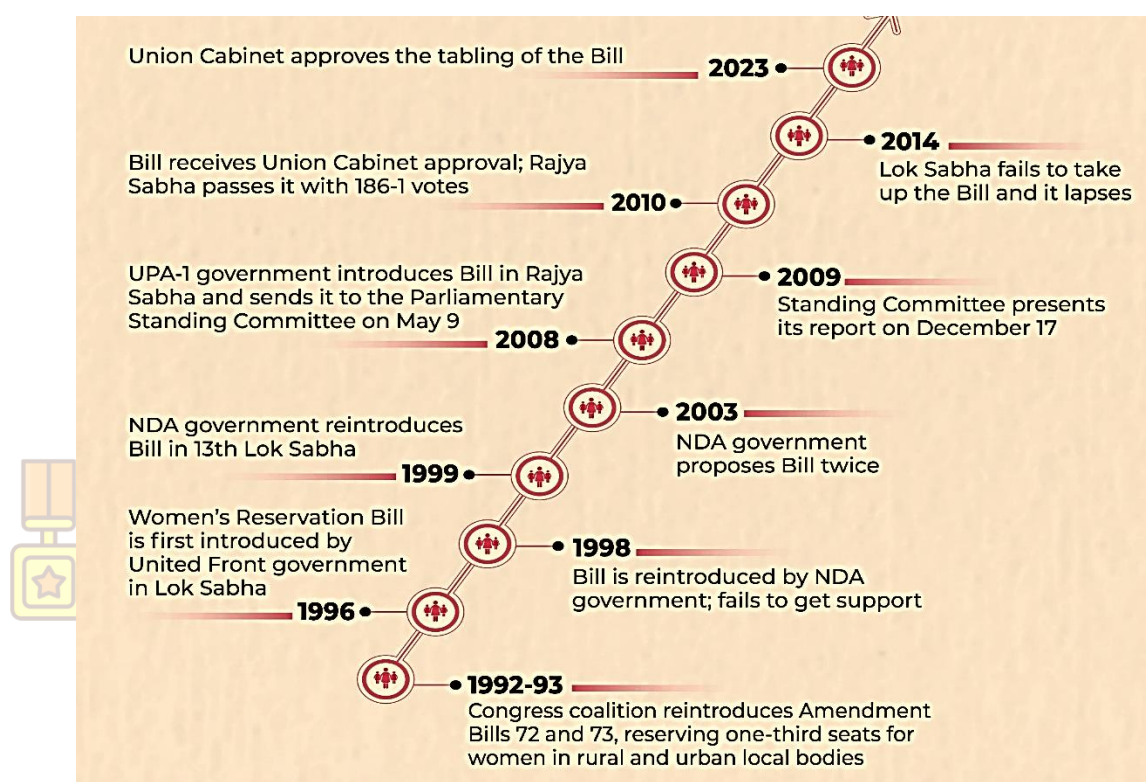 Union Cabinet approves the tabling of the Bill
2023
2014
Lok Sabha fails to take
up the Bill and it lapses
Bill receives Union Cabinet approval; Rajya
Sabha passes it with 186-1 votes
2010
2009
Standing Committee presents
its report on December 17
UPA-1 government introduces Bill in Rajya
Sabha and sends it to the Parliamentary
Standing Committee on May 9
2008
2003
NDA government
proposes Bill twice
NDA government reintroduces
Bill in 13th Lok Sabha
1999
1998
Bill is reintroduced by NDA
government; fails to get support
Women's Reservation Bill
is first introduced by
United Front government
in Lok Sabha
1996
1992-93
Congress coalition reintroduces Amendment
Bills 72 and 73, reserving one-third seats for
women in rural and urban local bodies